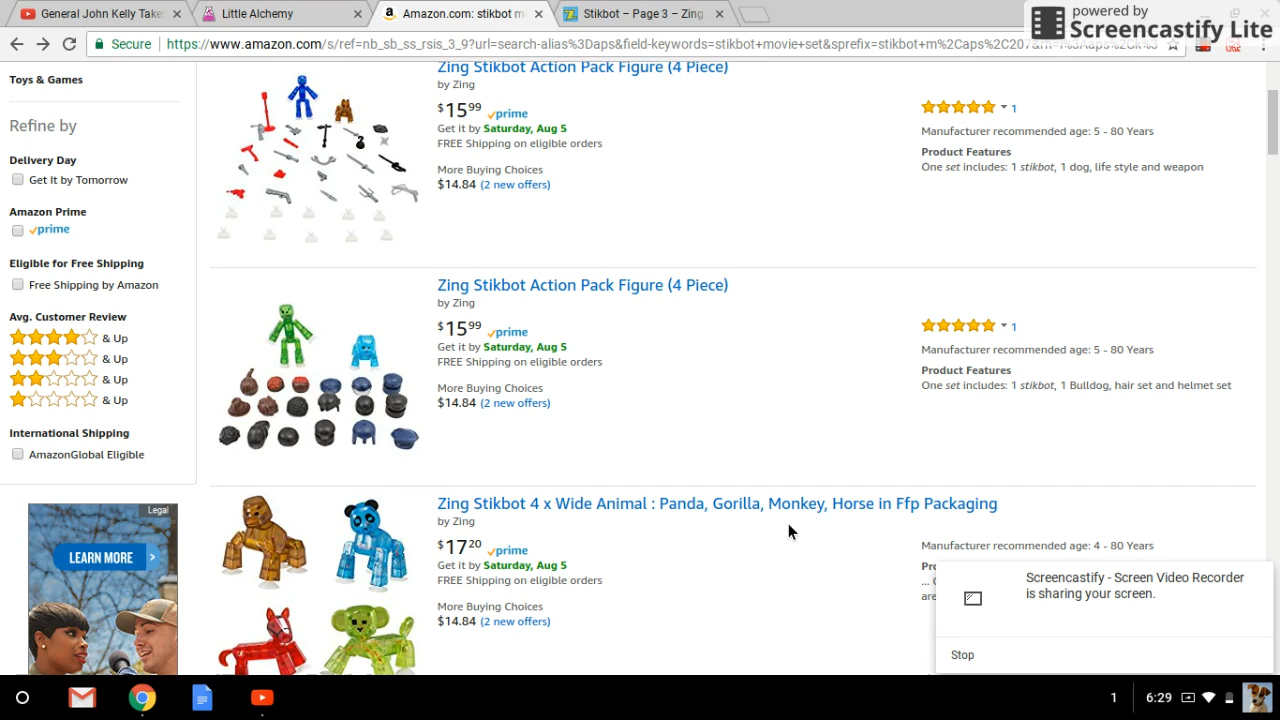 General John Kelly Take
Little Alchemy
Amazon.com: stikbot m
Stikbot – Page 3 – Zing
powered by
Screencastify Lite
Secure
https://www.amazon.com/s/ref=nb_sb_ss_rsis_3_9?url=search-alias%3Daps&field-keywords=stikbot+movie+set&sprefix=stikbot+m%2Caps%2C207
Toys & Games
Refine by
Delivery Day
Get It by Tomorrow
Amazon Prime
prime
Eligible for Free Shipping
Free Shipping by Amazon
Avg. Customer Review
& Up
& Up
& Up
& Up
International Shipping
AmazonGlobal Eligible
Legal
LEARN MORE >
Zing Stikbot Action Pack Figure (4 Piece)
by Zing
$15 99 prime
Get it by Saturday, Aug 5
FREE Shipping on eligible orders
More Buying Choices
$14.84 (2 new offers)
1
Manufacturer recommended age: 5 - 80 Years
Product Features
One set includes: 1 stikbot, 1 dog, life style and weapon
Zing Stikbot Action Pack Figure (4 Piece)
by Zing
$15 99 prime
Get it by Saturday, Aug 5
FREE Shipping on eligible orders
More Buying Choices
$14.84 (2 new offers)
1
Manufacturer recommended age: 5 - 80 Years
Product Features
One set includes: 1 stikbot, 1 Bulldog, hair set and helmet set
Zing Stikbot 4 x Wide Animal : Panda, Gorilla, Monkey, Horse in Ffp Packaging
by Zing
$17 20 prime
Get it by Saturday, Aug 5
FREE Shipping on eligible orders
More Buying Choices
$14.84 (2 new offers)
Manufacturer recommended age: 4 - 80 Years
Screencastify - Screen Video Recorder
is sharing your screen.
Stop
1
6:29